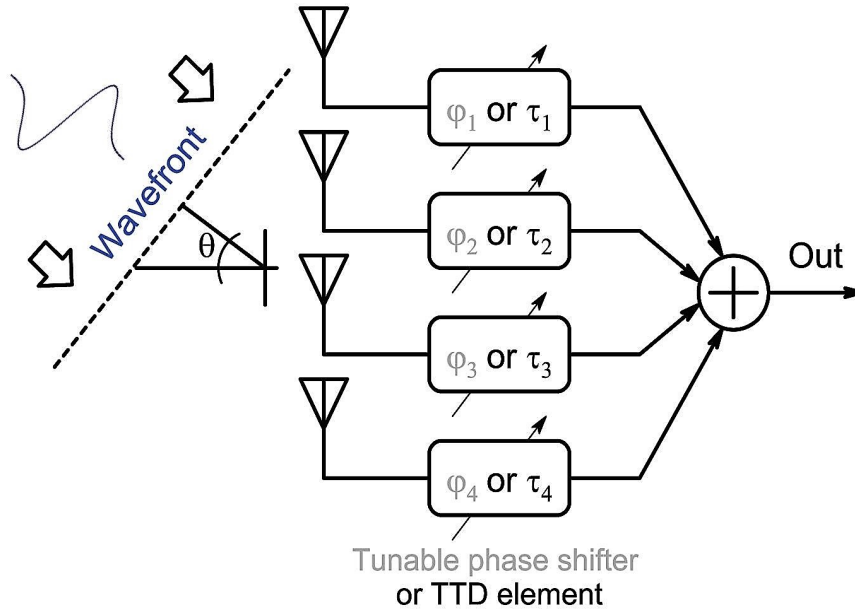 Wavefront
θ
φ₁ or τ₁
φ₂ or τ₂
φ₃ or τ₃
φ₄ or τ₄
Out
Tunable phase shifter
or TTD element